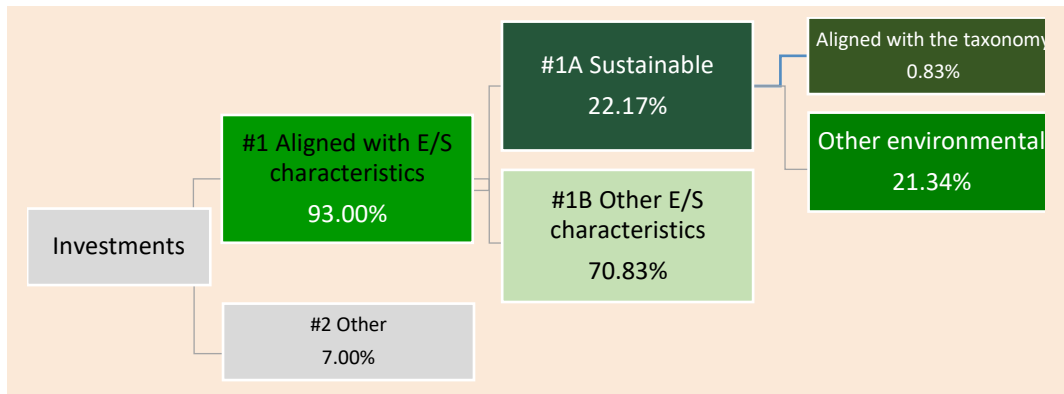 Investments
#1 Aligned with E/S
characteristics
93.00%
#2 Other
7.00%
#1A Sustainable
22.17%
#1B Other E/S
characteristics
70.83%
Aligned with the taxonomy
0.83%
Other environmental
21.34%